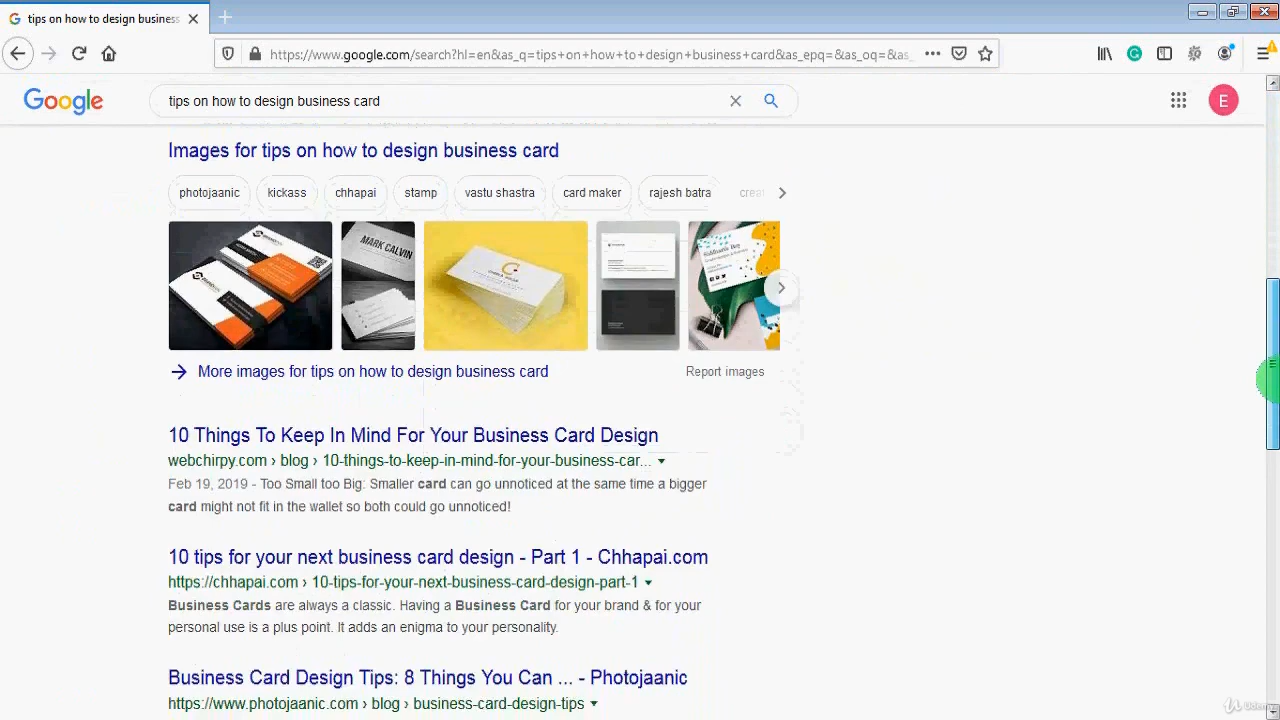 tips on how to design business
https://www.google.com/search?hl=en&as_q=tips+on+how+to+design+business+card&as_epq=&as_oq=&as_
Google
tips on how to design business card
E
Images for tips on how to design business card
photojaanic
kickass
chhapai
stamp
vastu shastra
card maker
rajesh batra
creat
MARK CALVIN
More images for tips on how to design business card
Report images
10 Things To Keep In Mind For Your Business Card Design
webchirpy.com › blog › 10-things-to-keep-in-mind-for-your-business-car...
Feb 19, 2019 - Too Small too Big: Smaller card can go unnoticed at the same time a bigger
card might not fit in the wallet so both could go unnoticed!
10 tips for your next business card design - Part 1 - Chhapai.com
https://chhapai.com › 10-tips-for-your-next-business-card-design-part-1
Business Cards are always a classic. Having a Business Card for your brand & for your
personal use is a plus point. It adds an enigma to your personality.
Business Card Design Tips: 8 Things You Can ... - Photojaanic
https://www.photojaanic.com › blog › business-card-design-tips
Udemy